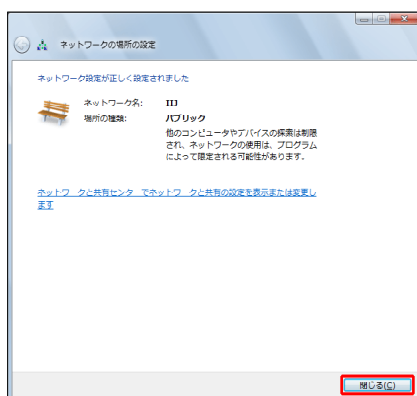 ネットワークの場所の設定
ネットワーク設定が正しく設定されました
ネットワーク名: IIJ
場所の種類: パブリック
他のコンピュータやデバイスの探索は制限
され、ネットワークの使用は、プログラム
によって限定される可能性があります。
ネットワ　クと共有センタ　でネットワ　クと共有の設定を表示または変更し
ます
閉じる(C)